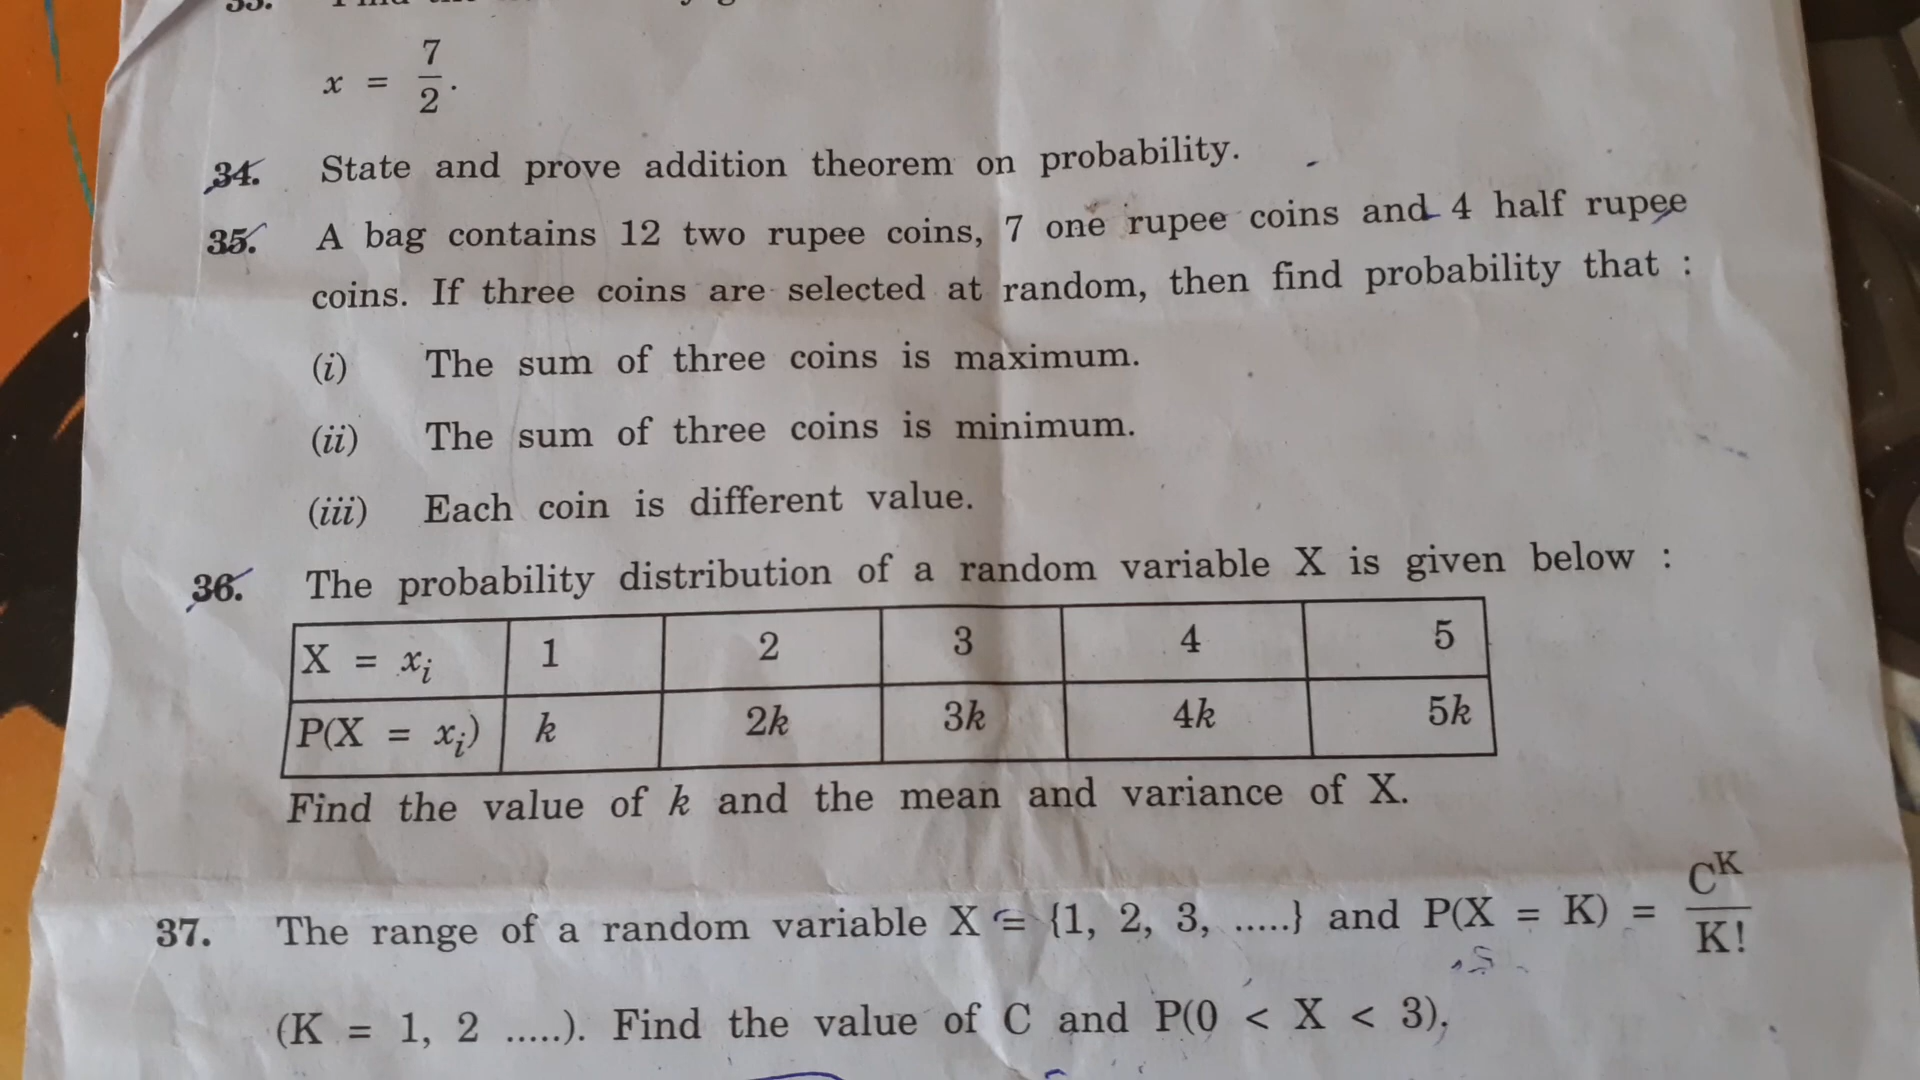 x = 7/2.
34. State and prove addition theorem on probability.
35. A bag contains 12 two rupee coins, 7 one rupee coins and 4 half rupee
coins. If three coins are selected at random, then find probability that :
(i) The sum of three coins is maximum.
(ii) The sum of three coins is minimum.
(iii) Each coin is different value.
36. The probability distribution of a random variable X is given below :
X = xᵢ 1 2 3 4 5
P(X = xᵢ) k 2k 3k 4k 5k
Find the value of k and the mean and variance of X.
37. The range of a random variable X = {1, 2, 3, .....} and P(X = K) = C^K/K!
(K = 1, 2 .....). Find the value of C and P(0 < X < 3).